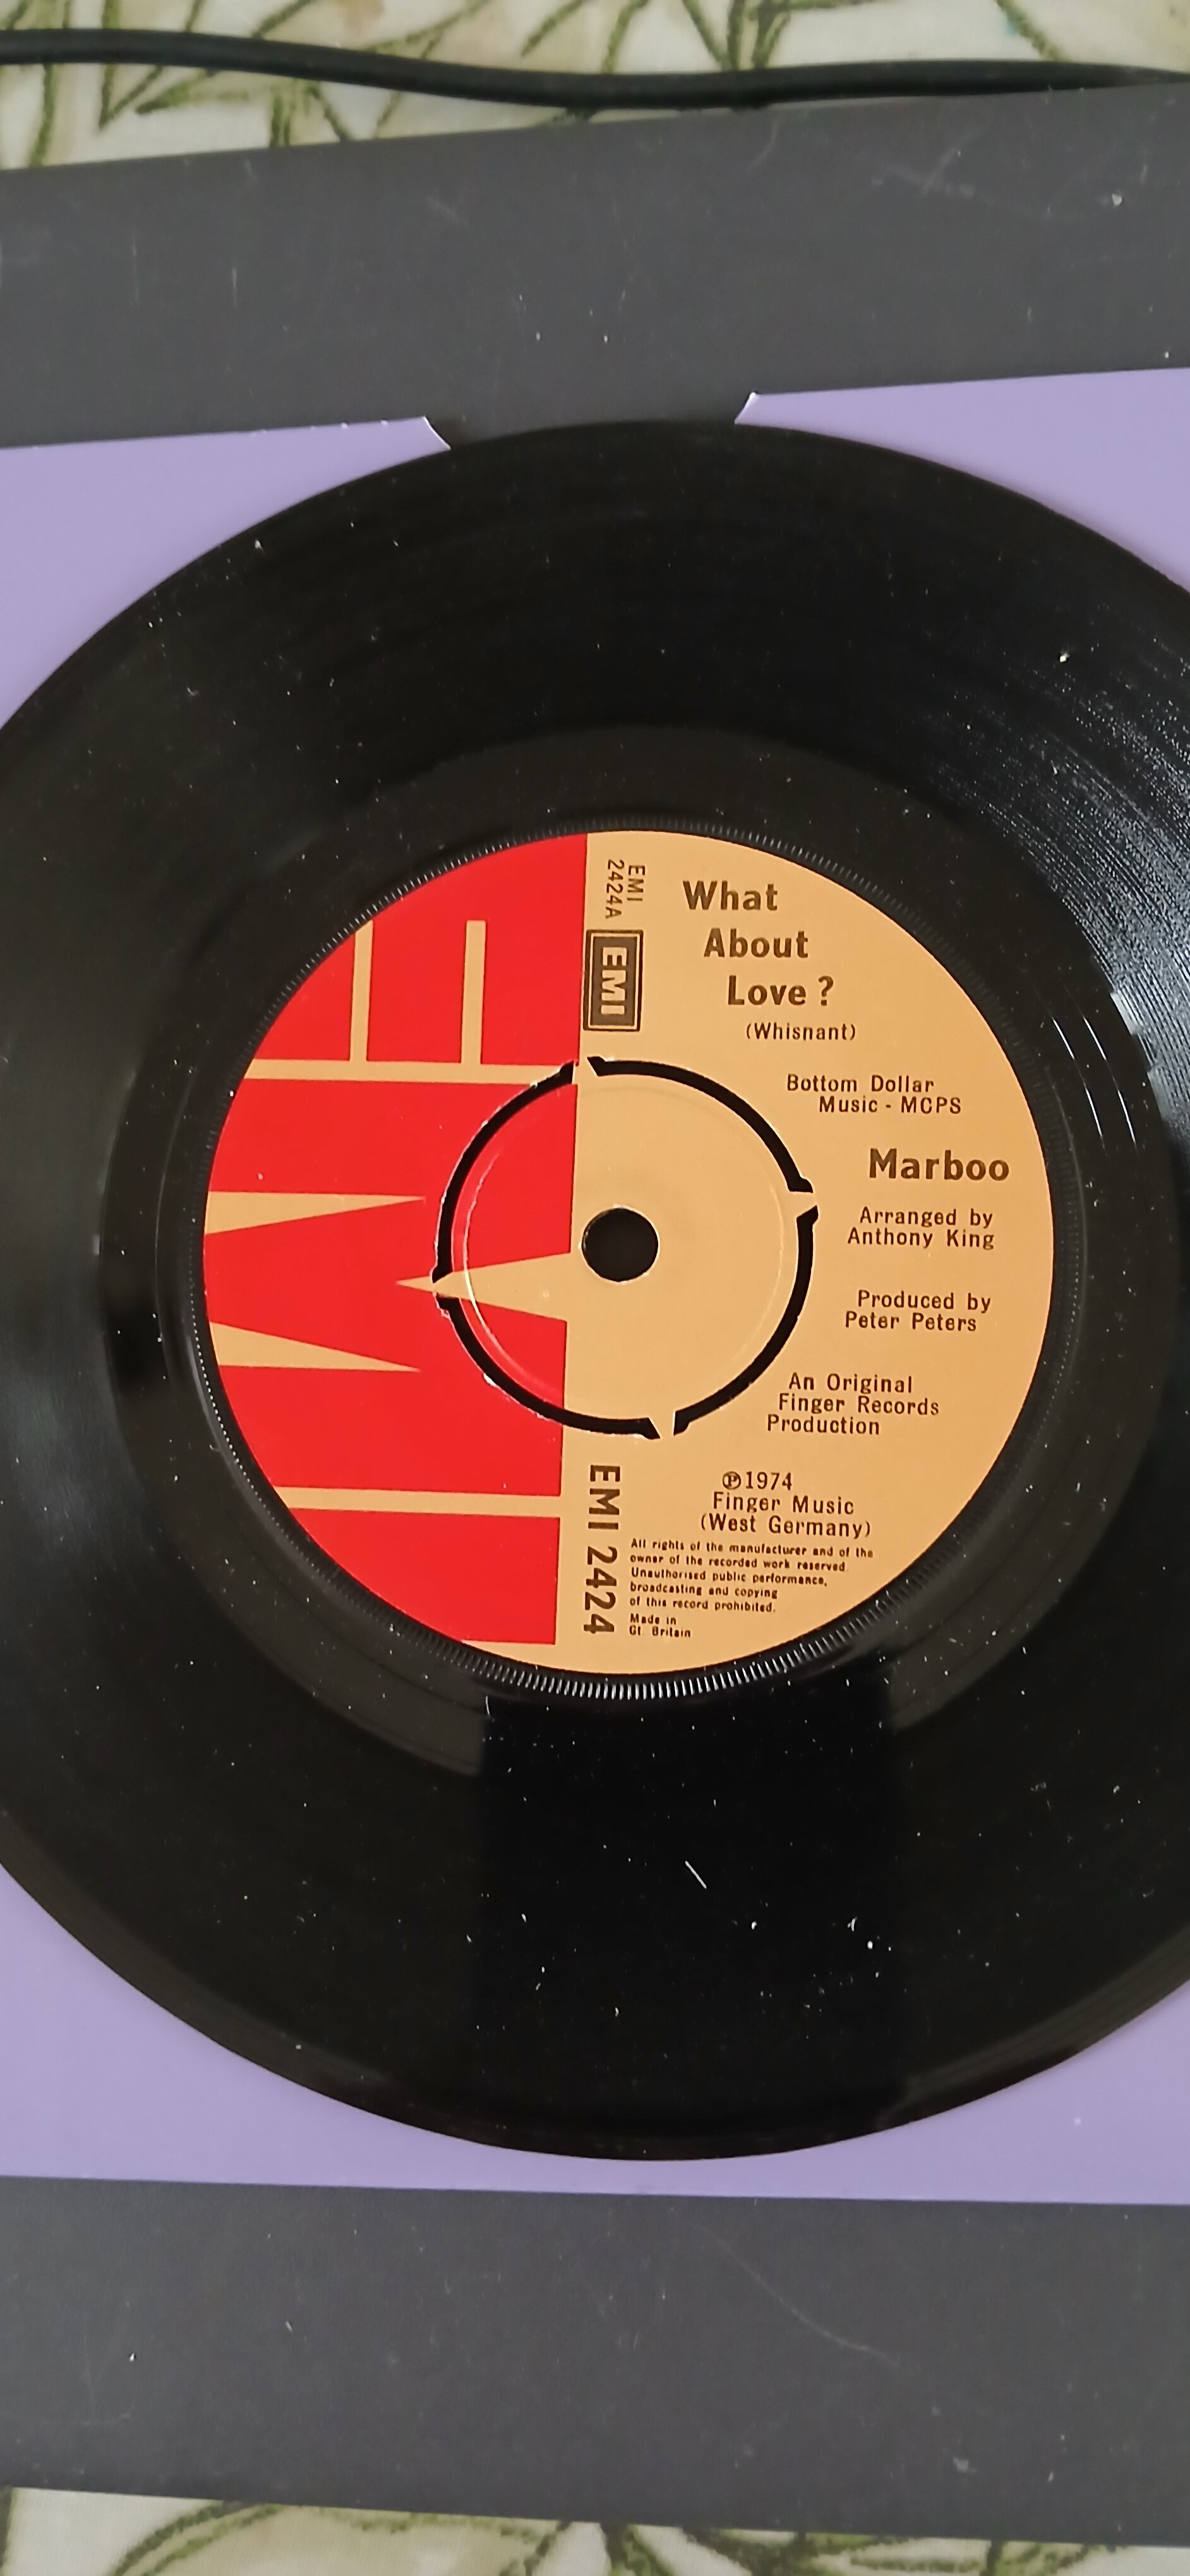 EMI
2424A
EMI
What
About
Love ?
(Whisnant)
Bottom Dollar
Music - MCPS
Marboo
Arranged by
Anthony King
Produced by
Peter Peters
An Original
Finger Records
Production
℗1974
Finger Music
(West Germany)
EMI 2424
All rights of the manufacturer and of the
owner of the recorded work reserved.
Unauthorised public performance,
broadcasting and copying
of this record prohibited.
Made in
Gt Britain
EMI